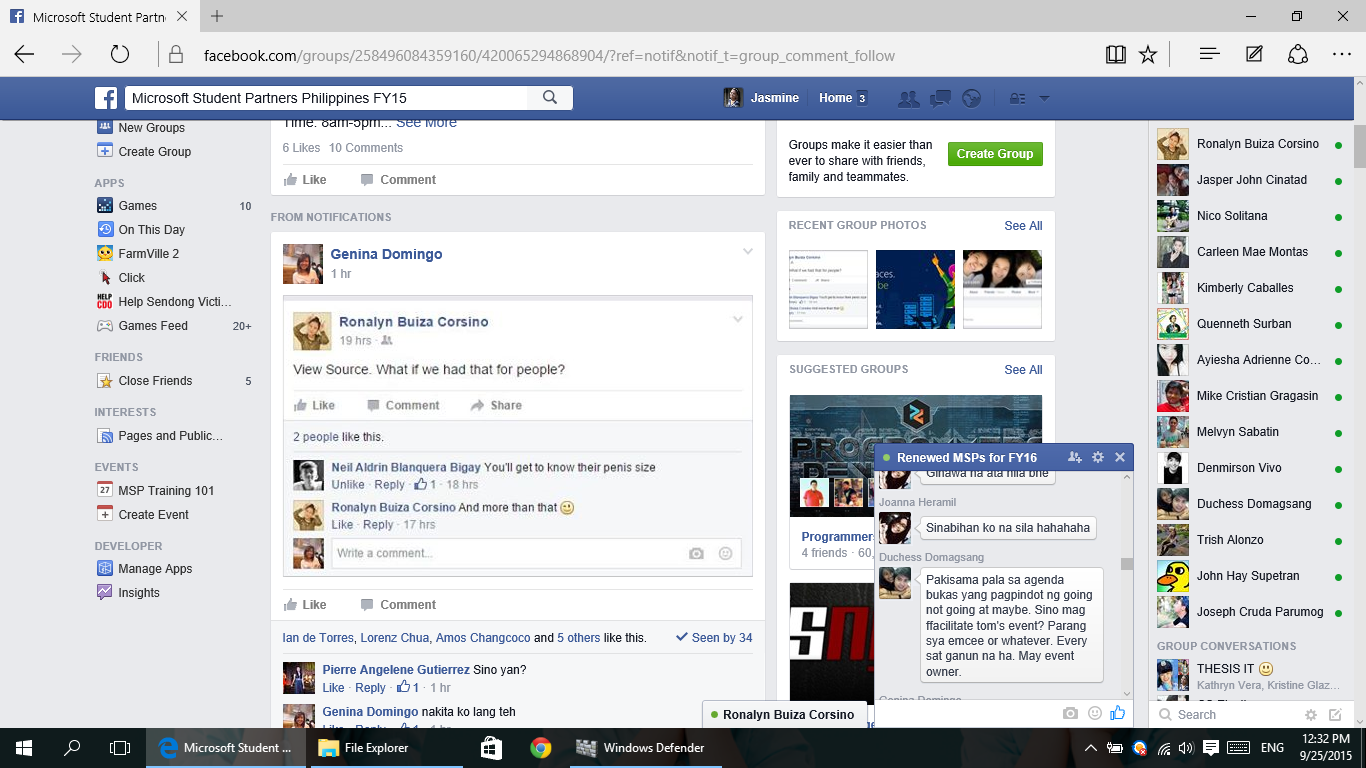 Microsoft Student Partn
facebook.com/groups/258496084359160/420065294868904/?ref=notif&notif_t=group_comment_follow
Microsoft Student Partners Philippines FY15
Jasmine
Home 3
New Groups
Create Group
APPS
Games 10
On This Day
FarmVille 2
Click
HELP CDO Help Sendong Victi...
Games Feed 20+
FRIENDS
Close Friends 5
INTERESTS
Pages and Public...
EVENTS
27 MSP Training 101
Create Event
DEVELOPER
Manage Apps
Insights
Time: 8am-5pm... See More
6 Likes 10 Comments
Like Comment
FROM NOTIFICATIONS
Genina Domingo
1 hr
Ronalyn Buiza Corsino
19 hrs
View Source. What if we had that for people?
Like Comment Share
2 people like this.
Neil Aldrin Blanquera Bigay You'll get to know their penis size
Unlike · Reply · 1 · 18 hrs
Ronalyn Buiza Corsino And more than that
Like · Reply · 17 hrs
Write a comment...
Like Comment
Ian de Torres, Lorenz Chua, Amos Changcoco and 5 others like this.
Seen by 34
Pierre Angelene Gutierrez Sino yan?
Like · Reply · 1 · 1 hr
Genina Domingo nakita ko lang teh
Groups make it easier than
ever to share with friends,
family and teammates.
Create Group
RECENT GROUP PHOTOS See All
SUGGESTED GROUPS See All
Programmers
4 friends · 60,
Renewed MSPs for FY16
Ginawa na ata nila bhe
Joanna Heramil
Sinabihan ko na sila hahahaha
Duchess Domagsang
Pakisama pala sa agenda
bukas yang pagpindot ng going
not going at maybe. Sino mag
ffacilitate tom's event? Parang
sya emcee or whatever. Every
sat ganun na ha. May event
owner.
Genina Domingo
Ronalyn Buiza Corsino
Ronalyn Buiza Corsino
Jasper John Cinatad
Nico Solitana
Carleen Mae Montas
Kimberly Caballes
Quenneth Surban
Ayiesha Adrienne Co...
Mike Cristian Gragasin
Melvyn Sabatin
Denmirson Vivo
Duchess Domagsang
Trish Alonzo
John Hay Supetran
Joseph Cruda Parumog
GROUP CONVERSATIONS
THESIS IT
Kathryn Vera, Kristine Glaz...
Search
Microsoft Student ...
File Explorer
Windows Defender
ENG
12:32 PM
9/25/2015